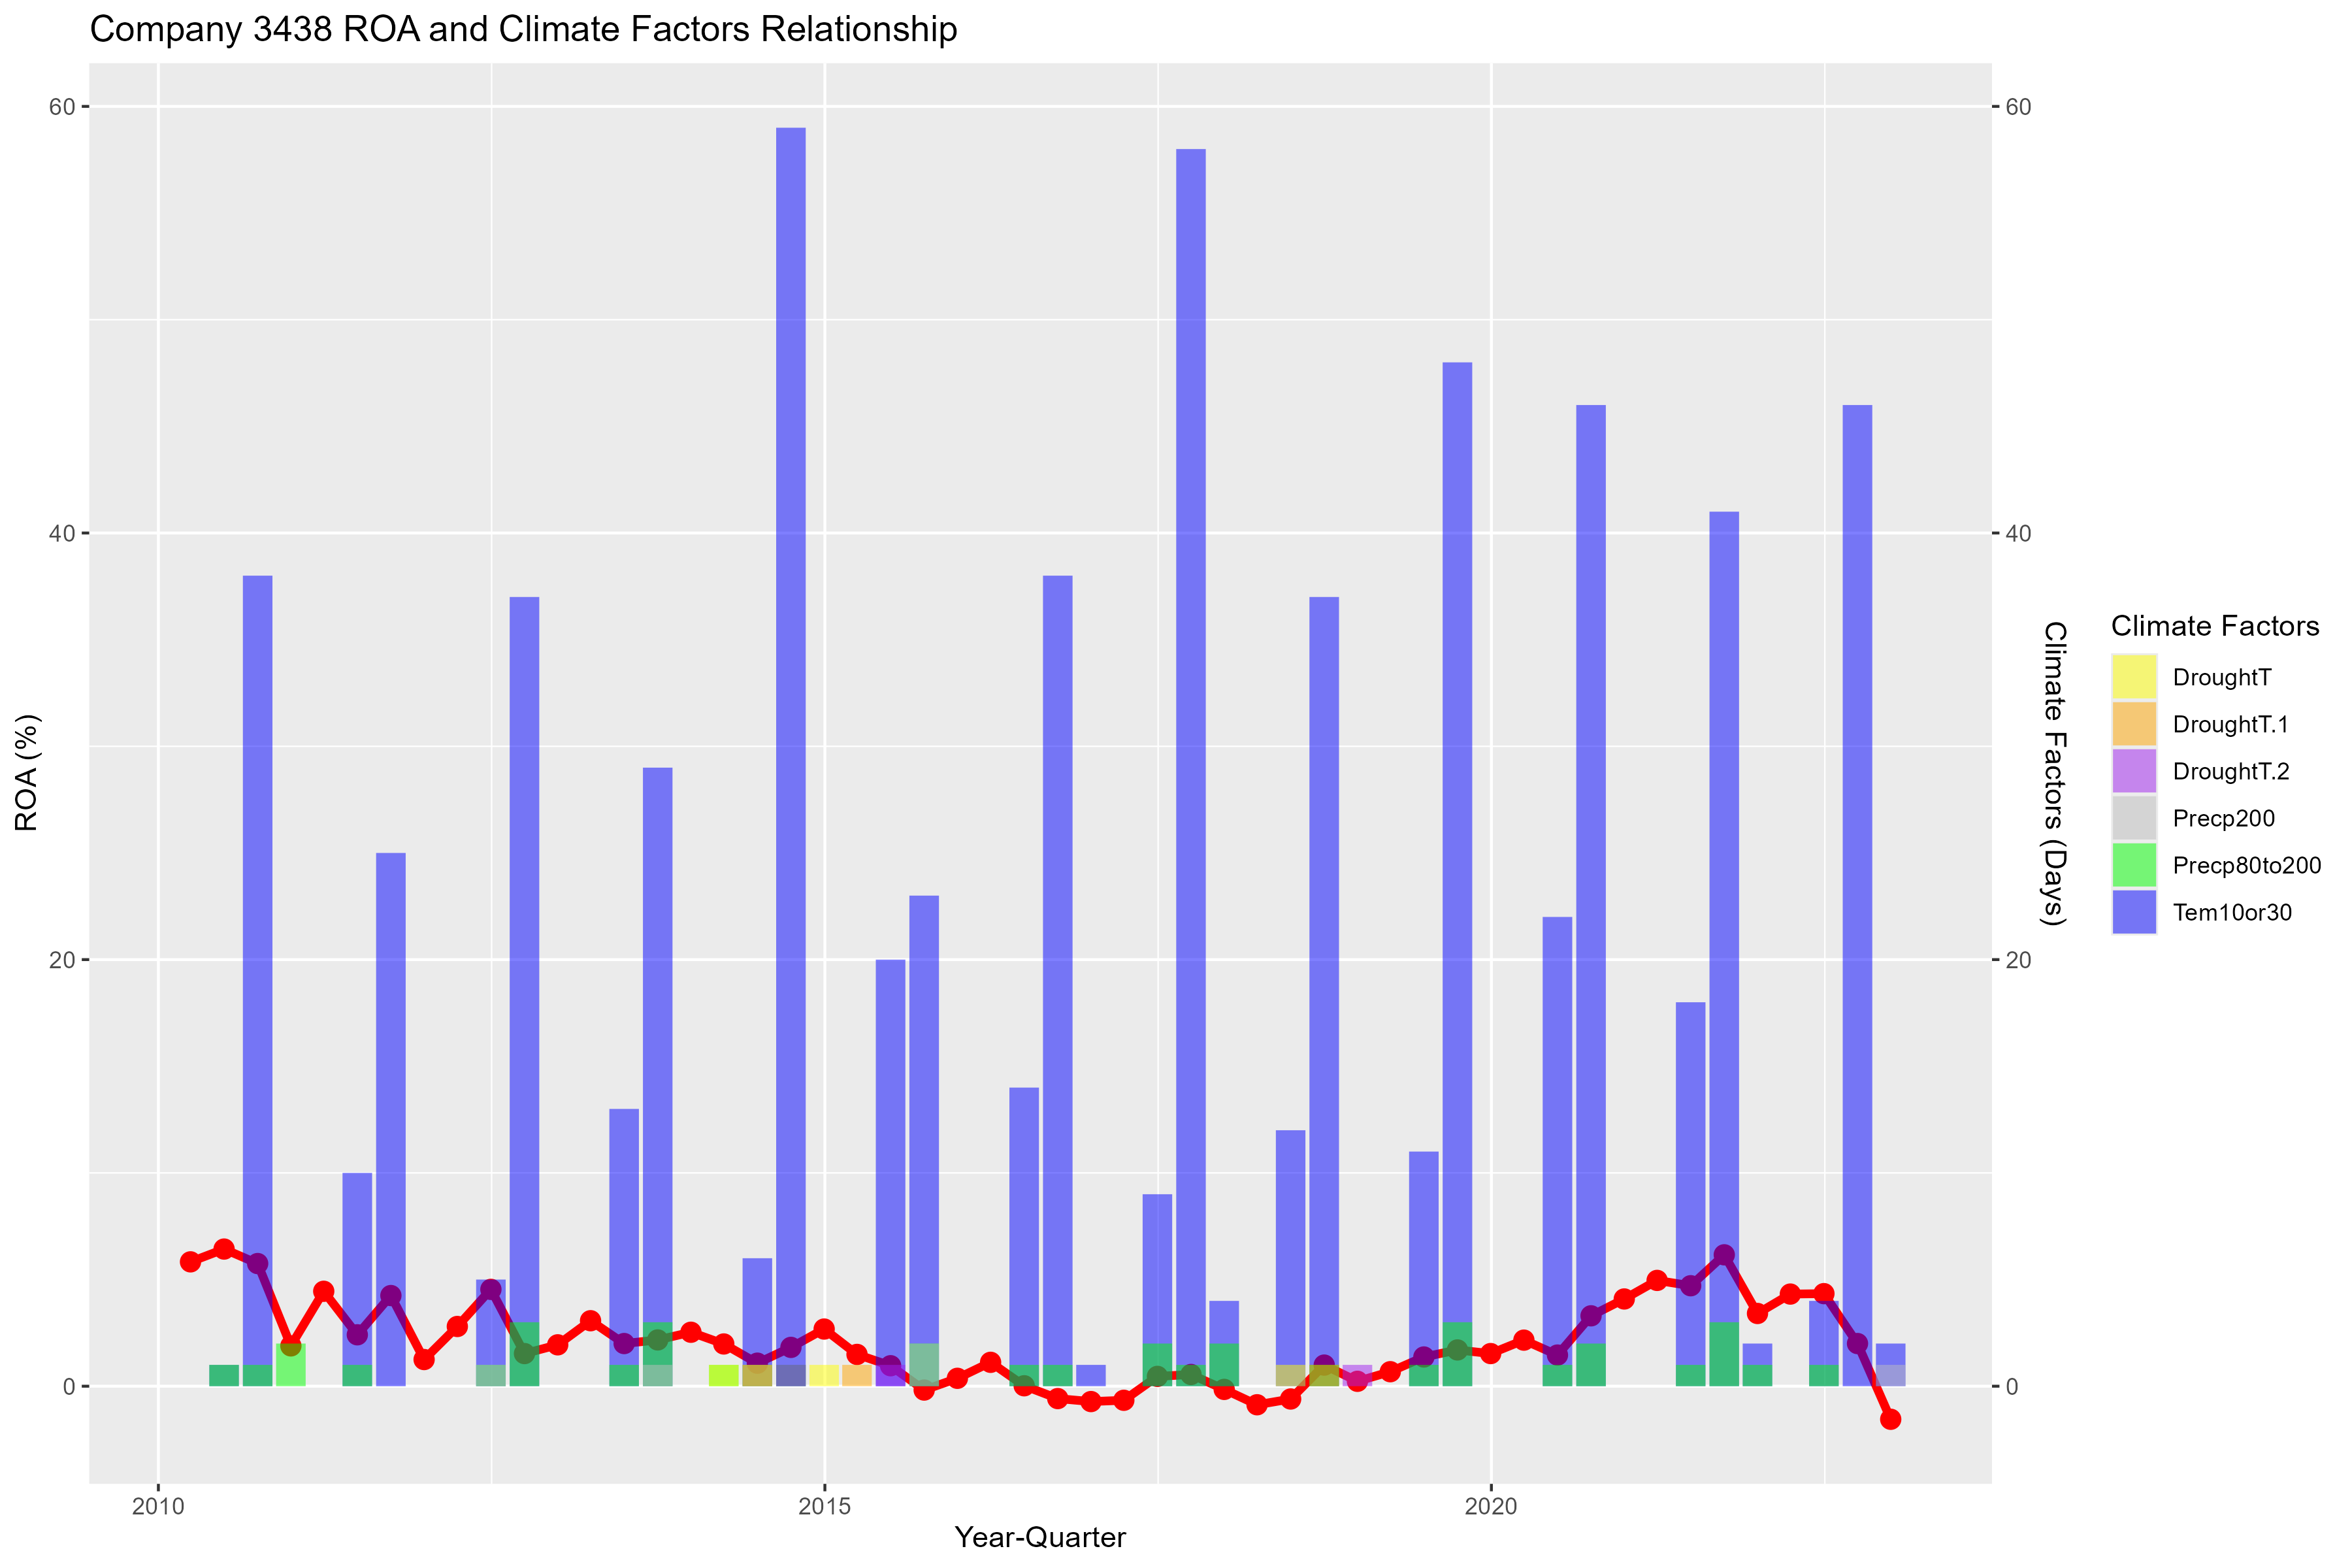 Company 3438 ROA and Climate Factors Relationship
60
40
20
0
ROA (%)
2010
2015
2020
Year-Quarter
60
40
20
0
Climate Factors (Days)
Climate Factors
DroughtT
DroughtT.1
DroughtT.2
Precp200
Precp80to200
Tem10or30